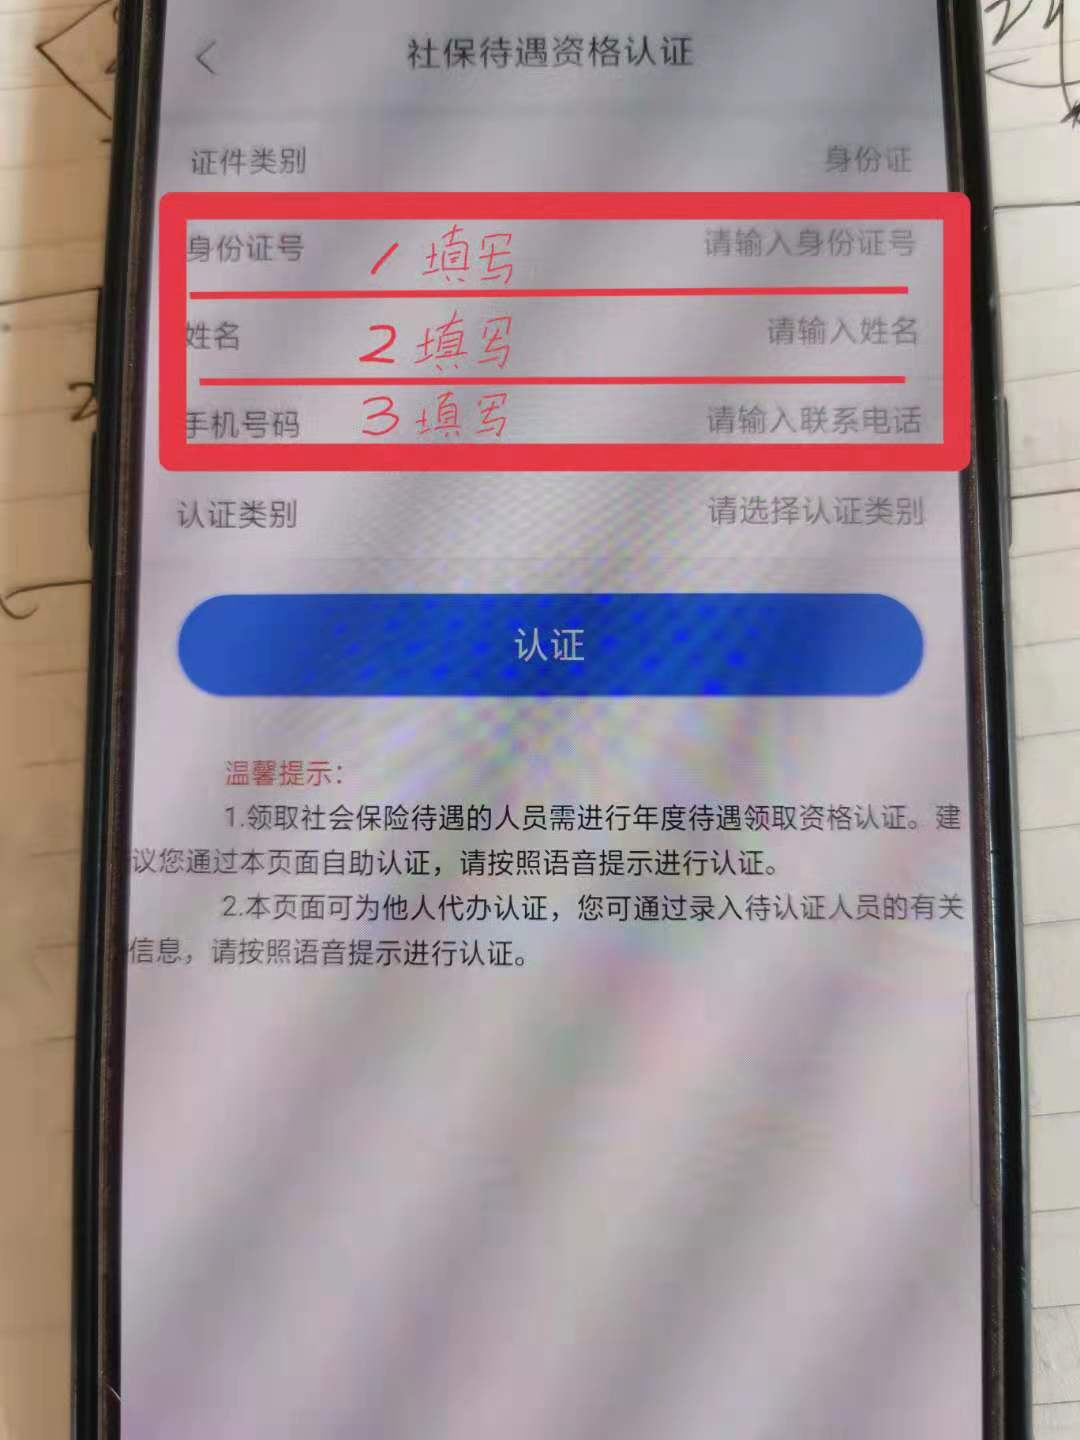 社保待遇资格认证
证件类别 身份证
身份证号 1 填写 请输入身份证号
姓名 2 填写 请输入姓名
手机号码 3 填写 请输入联系电话
认证类别 请选择认证类别
认证
温馨提示：
1.领取社会保险待遇的人员需进行年度待遇领取资格认证。建
议您通过本页面自助认证，请按照语音提示进行认证。
2.本页面可为他人代办认证，您可通过录入待认证人员的有关
信息，请按照语音提示进行认证。